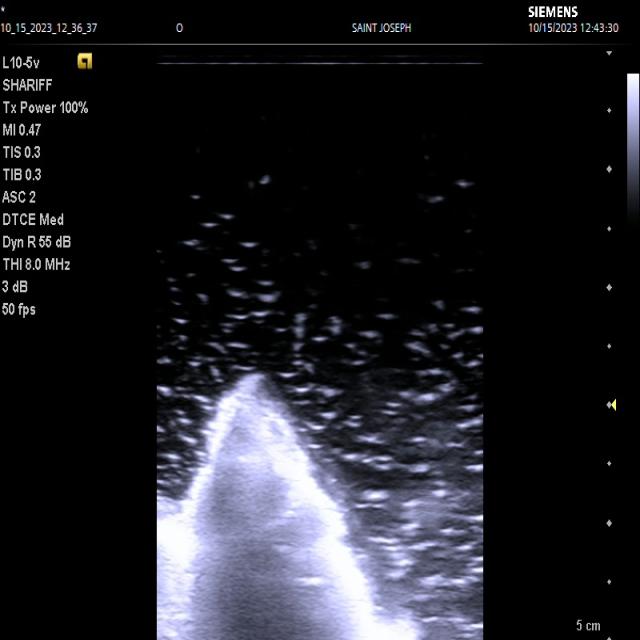 *
SIEMENS
10_15_2023_12_36_37 O SAINT JOSEPH 10/15/2023 12:43:30
L10-5v
SHARIFF
Tx Power 100%
MI 0.47
TIS 0.3
TIB 0.3
ASC 2
DTCE Med
Dyn R 55 dB
THI 8.0 MHz
3 dB
50 fps
5 cm